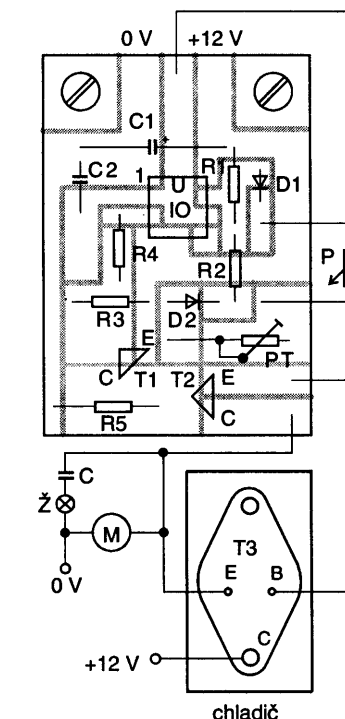 0 V +12 V
C1
+
C2 1 U R1 D1
IO
R4
R2 P
R3 D2
E PT
C T1 T2 E
R5 C
C
Ž
M
T3
0 V
E B
C
+12 V
chladič